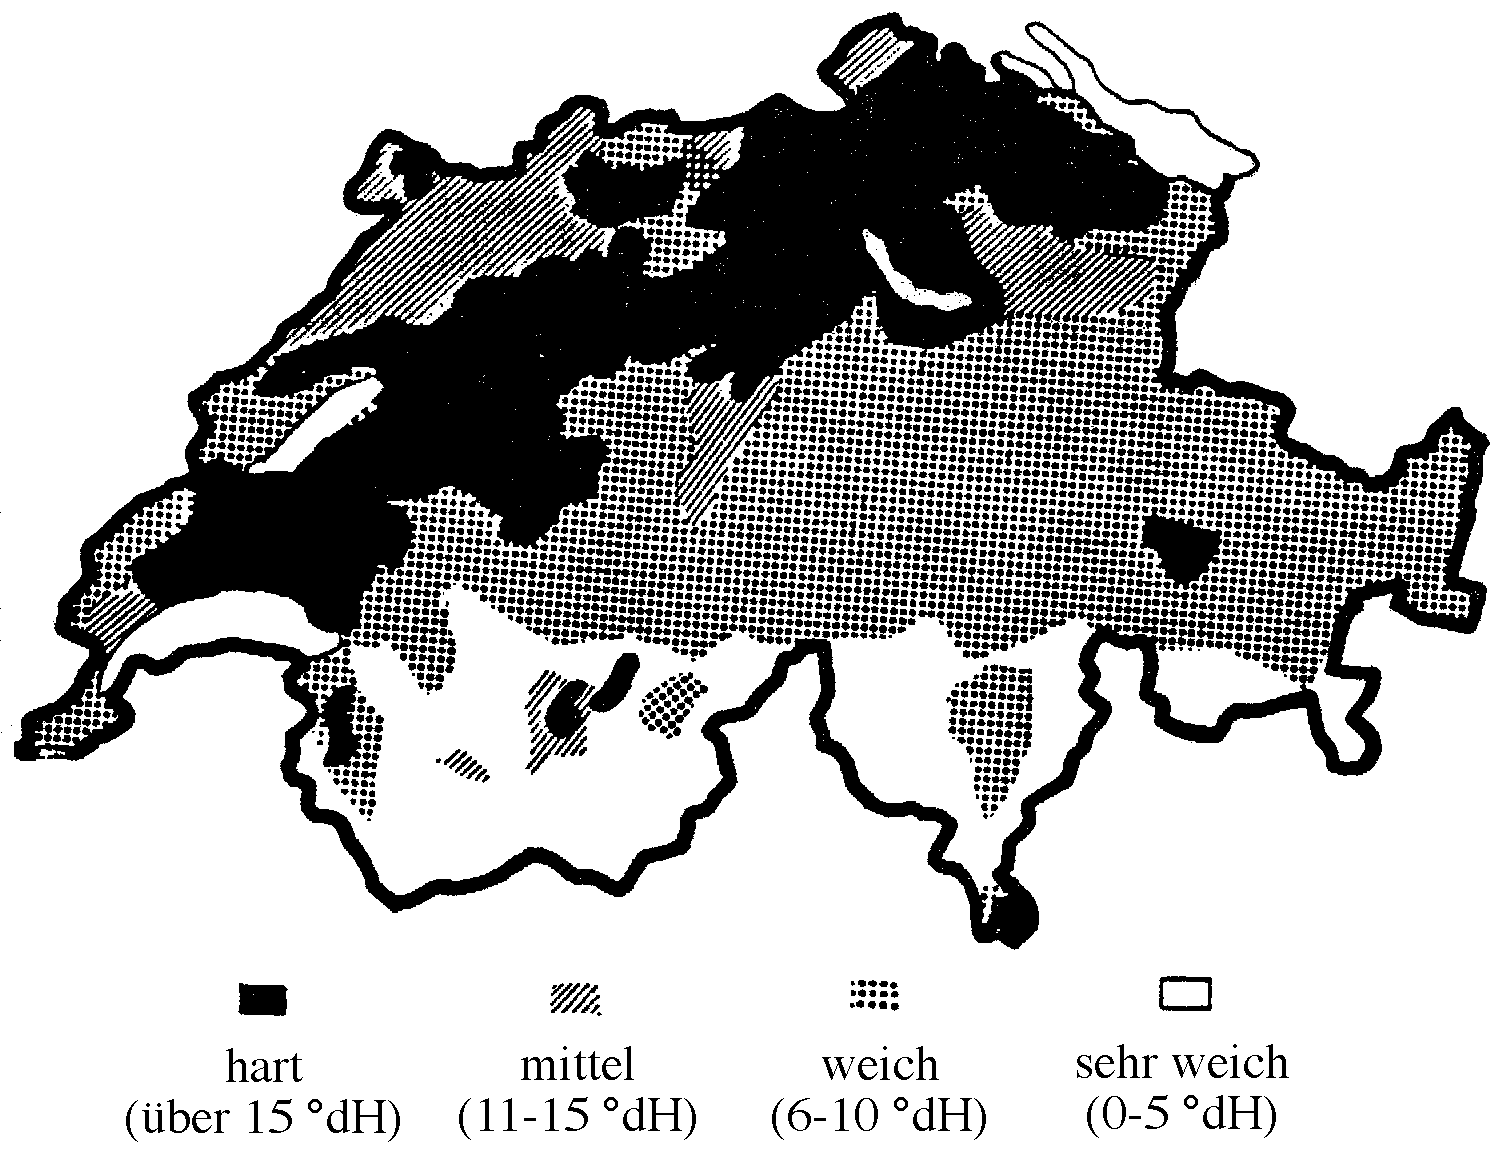 hart mittel weich sehr weich
(über 15 °dH) (11-15 °dH) (6-10 °dH) (0-5 °dH)